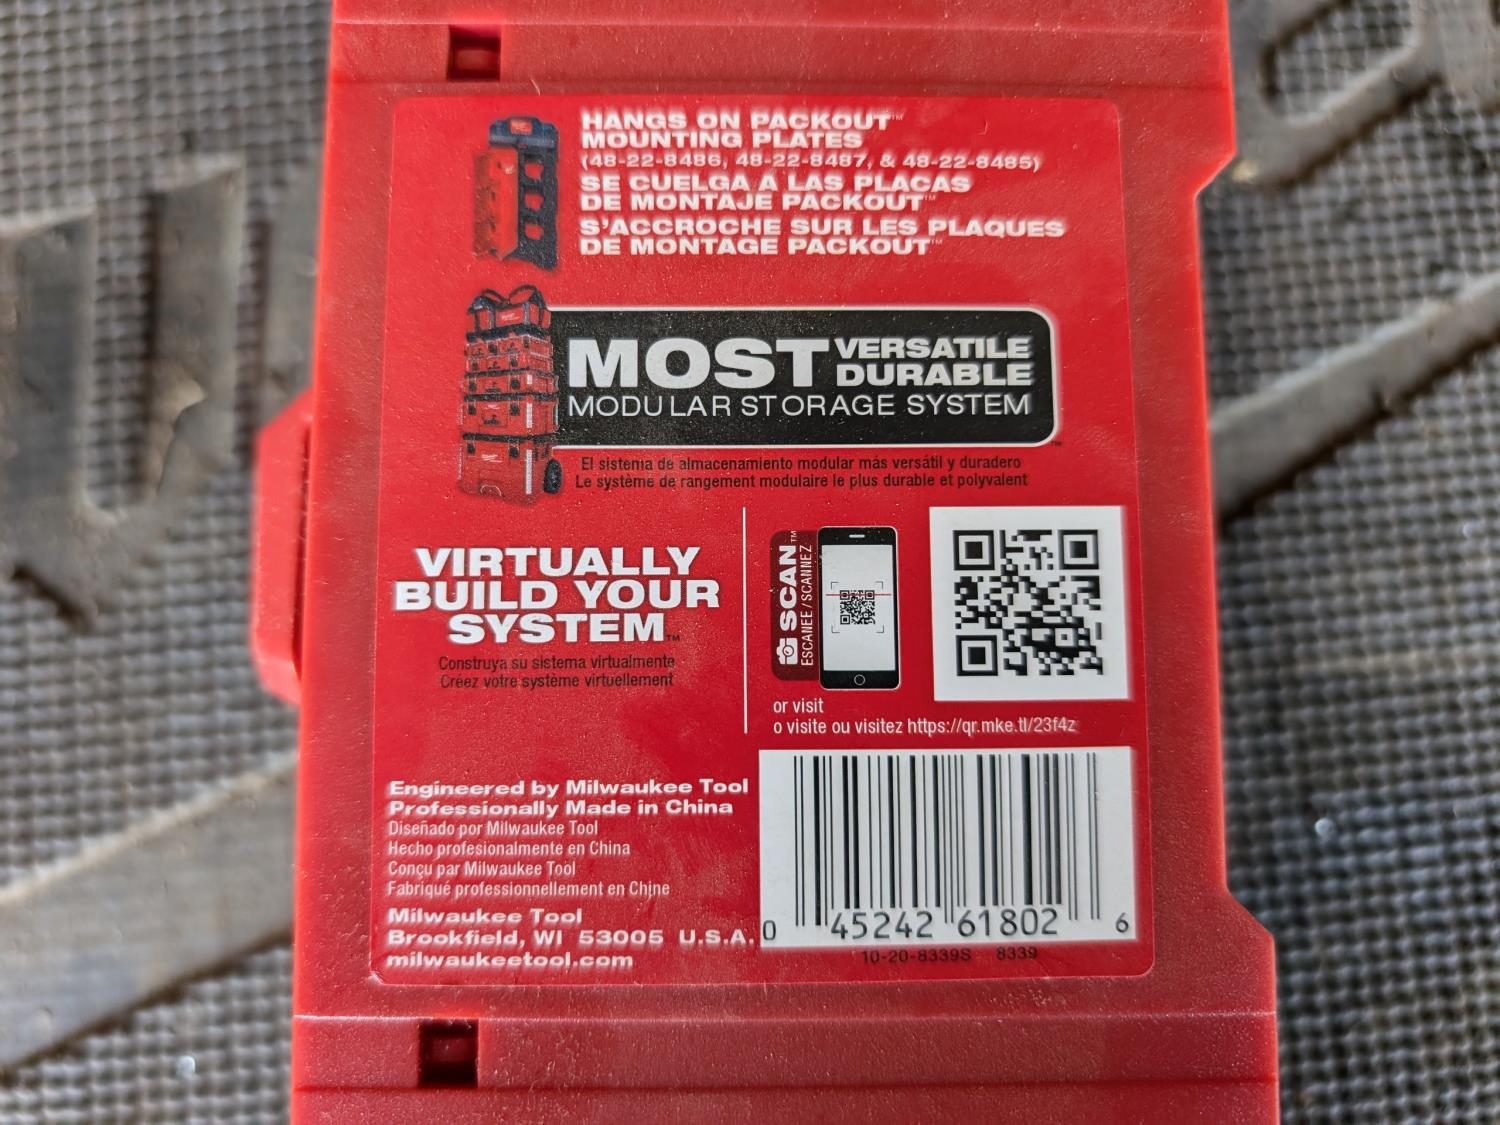 HANGS ON PACKOUT™
MOUNTING PLATES
(48-22-8486, 48-22-8487, & 48-22-8485)
SE CUELGA A LAS PLACAS
DE MONTAJE PACKOUT™
S'ACCROCHE SUR LES PLAQUES
DE MONTAGE PACKOUT™
MOST VERSATILE
DURABLE
MODULAR STORAGE SYSTEM
™
El sistema de almacenamiento modular más versátil y duradero
Le système de rangement modulaire le plus durable et polyvalent
VIRTUALLY
BUILD YOUR
SYSTEM™
Construya su sistema virtualmente
Créez votre système virtuellement
SCAN™
ESCANEE / SCANNEZ
or visit
o visite ou visitez https://qr.mke.tl/23f4z
Engineered by Milwaukee Tool
Professionally Made in China
Diseñado por Milwaukee Tool
Hecho profesionalmente en China
Conçu par Milwaukee Tool
Fabriqué professionnellement en Chine
Milwaukee Tool
Brookfield, WI 53005 U.S.A.
milwaukeetool.com
0 45242 61802 6
10-20-8339S 8339